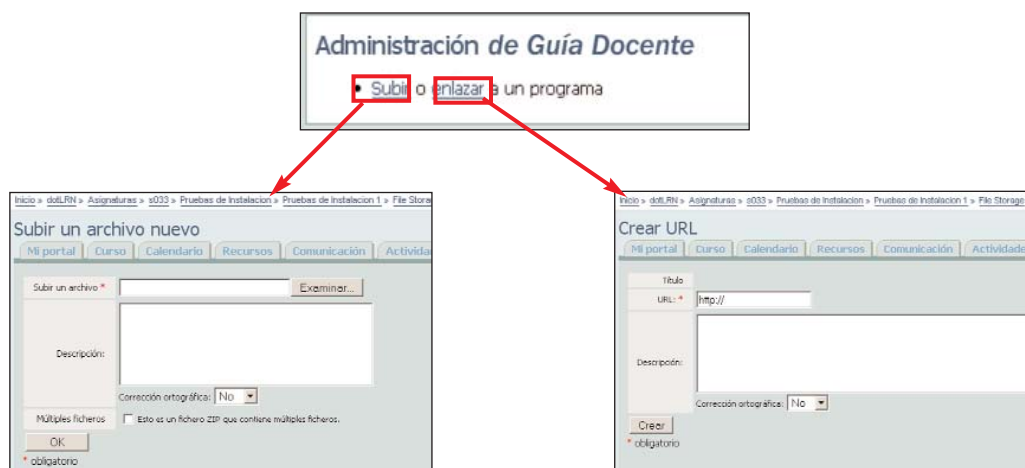 Administración de Guía Docente
• Subir o enlazar a un programa
Inicio » dotLRN » Asignaturas » s033 » Pruebas de Instalacion » Pruebas de Instalacion 1 » File Stora
Subir un archivo nuevo
Mi portal Curso Calendario Recursos Comunicación Activida
Subir un archivo * Examinar...
Descripción:
Corrección ortográfica: No
Múltiples ficheros Esto es un fichero ZIP que contiene múltiples ficheros.
OK
* obligatorio
Inicio » dotLRN » Asignaturas » s033 » Pruebas de Instalacion » Pruebas de Instalacion 1 » File Storage
Crear URL
Mi portal Curso Calendario Recursos Comunicación Actividade
Título
URL: * http://
Descripción:
Corrección ortográfica: No
Crear
* obligatorio